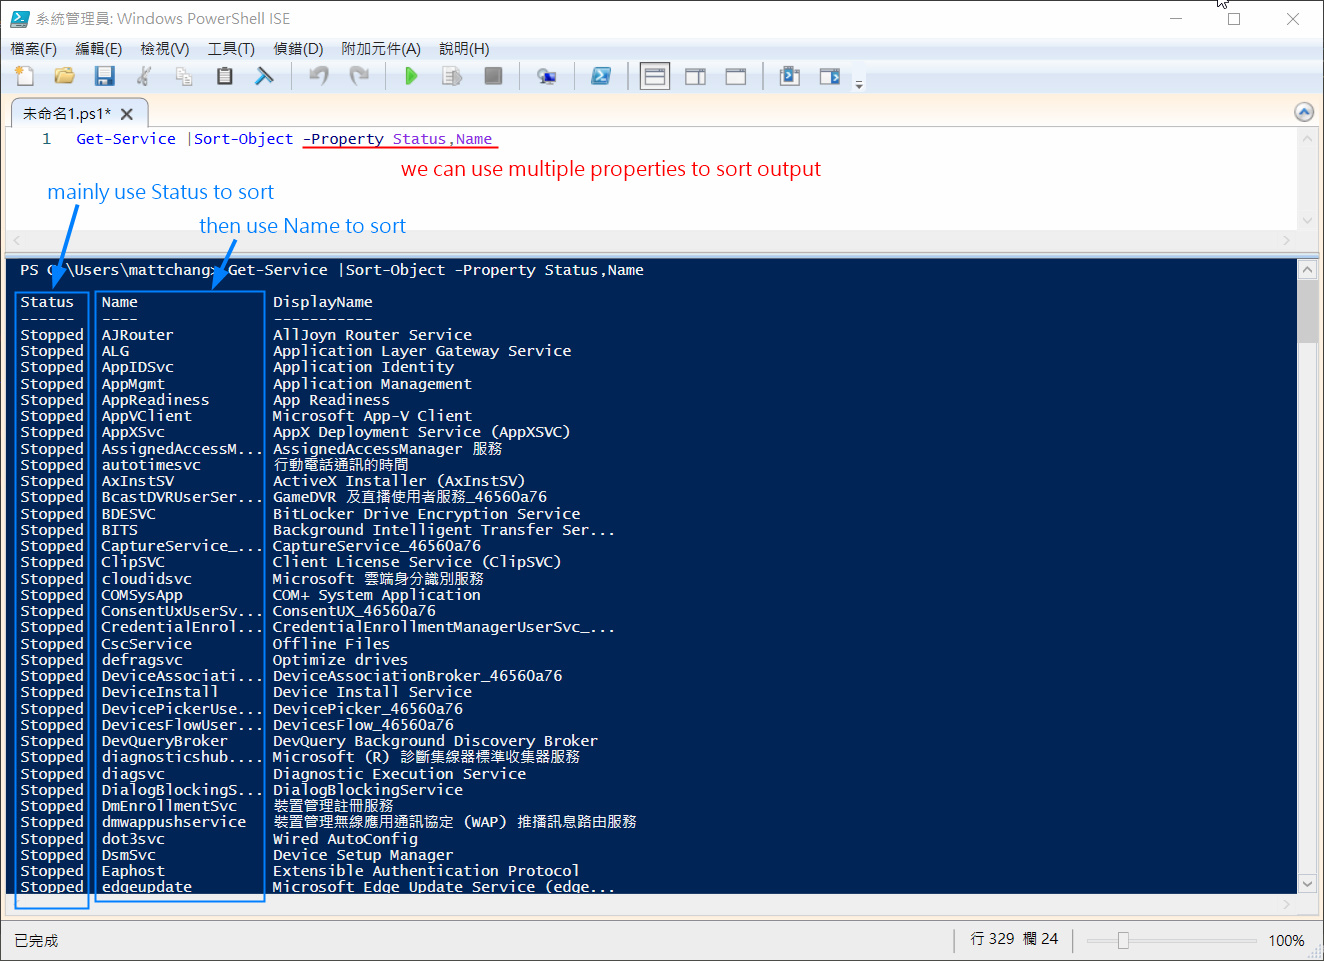 系統管理員: Windows PowerShell ISE
檔案(F) 編輯(E) 檢視(V) 工具(T) 偵錯(D) 附加元件(A) 說明(H)
未命名1.ps1*
1 Get-Service |Sort-Object -Property Status,Name
we can use multiple properties to sort output
mainly use Status to sort
then use Name to sort
PS C:\Users\mattchang> Get-Service |Sort-Object -Property Status,Name
Status Name DisplayName
------ ---- -----------
Stopped AJRouter AllJoyn Router Service
Stopped ALG Application Layer Gateway Service
Stopped AppIDSvc Application Identity
Stopped AppMgmt Application Management
Stopped AppReadiness App Readiness
Stopped AppVClient Microsoft App-V Client
Stopped AppXSvc AppX Deployment Service (AppXSVC)
Stopped AssignedAccessM... AssignedAccessManager 服務
Stopped autotimesvc 行動電話通訊的時間
Stopped AxInstSV ActiveX Installer (AxInstSV)
Stopped BcastDVRUserSer... GameDVR 及直播使用者服務_46560a76
Stopped BDESVC BitLocker Drive Encryption Service
Stopped BITS Background Intelligent Transfer Ser...
Stopped CaptureService_... CaptureService_46560a76
Stopped ClipSVC Client License Service (ClipSVC)
Stopped cloudidsvc Microsoft 雲端身分識別服務
Stopped COMSysApp COM+ System Application
Stopped ConsentUxUserSv... ConsentUX_46560a76
Stopped CredentialEnrol... CredentialEnrollmentManagerUserSvc_...
Stopped CscService Offline Files
Stopped defragsvc Optimize drives
Stopped DeviceAssociati... DeviceAssociationBroker_46560a76
Stopped DeviceInstall Device Install Service
Stopped DevicePickerUse... DevicePicker_46560a76
Stopped DevicesFlowUser... DevicesFlow_46560a76
Stopped DevQueryBroker DevQuery Background Discovery Broker
Stopped diagnosticshub.... Microsoft (R) 診斷集線器標準收集器服務
Stopped diagsvc Diagnostic Execution Service
Stopped DialogBlockingS... DialogBlockingService
Stopped DmEnrollmentSvc 裝置管理註冊服務
Stopped dmwappushservice 裝置管理無線應用通訊協定 (WAP) 推播訊息路由服務
Stopped dot3svc Wired AutoConfig
Stopped DsmSvc Device Setup Manager
Stopped Eaphost Extensible Authentication Protocol
Stopped edgeupdate Microsoft Edge Update Service (edge...
已完成 行 329 欄 24 100%